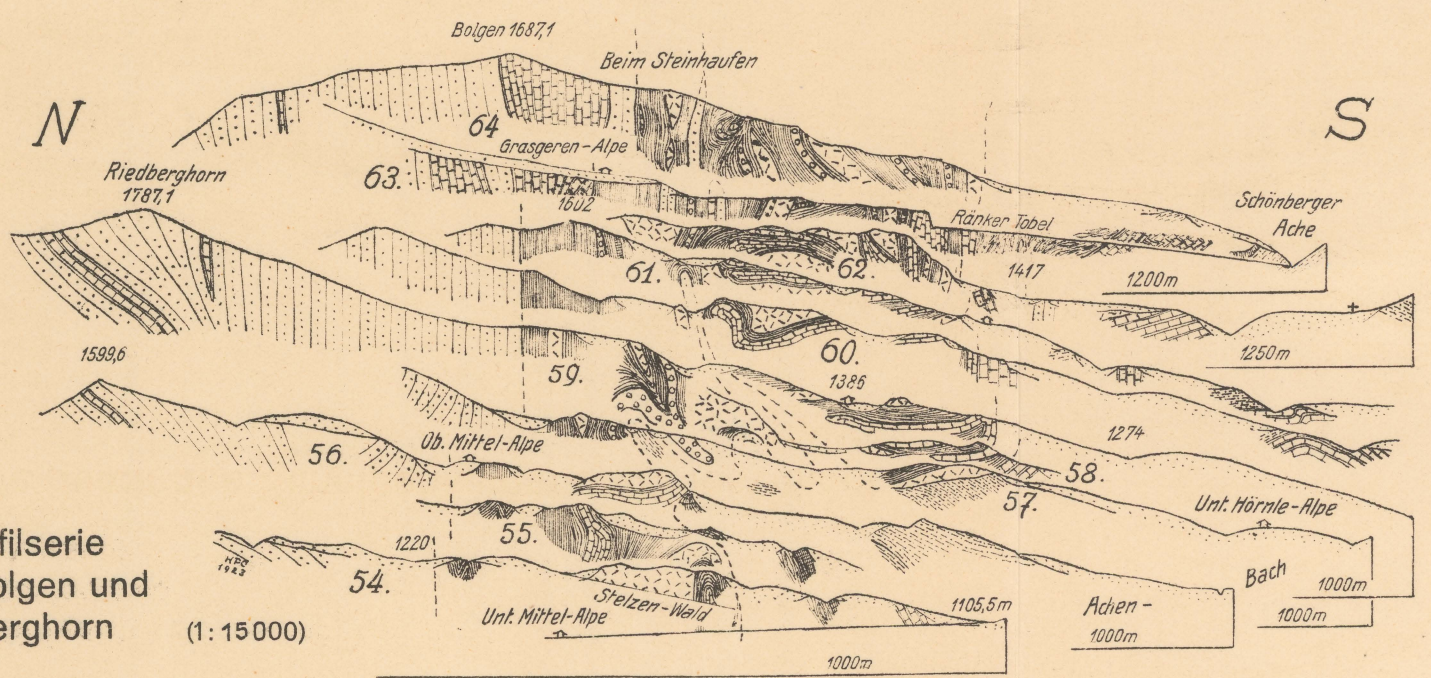 Bolgen 1687,1
Beim Steinhaufen
N
S
64
Grasgeren-Alpe
63.
Riedberghorn
1787,1
1602
Ränker Tobel
Schönberger
Ache
61.
62.
1417
1200m
1250m
60.
1599,6
59.
1386
1274
56.
Ob. Mittel-Alpe
58.
57.
Unt. Hörnle-Alpe
55.
filserie
olgen und
erghorn
(1:15000)
1923
54.
1220
Stelzen-Wald
Unt. Mittel-Alpe
1105,5m
Achen-
Bach
1000m
1000m
1000m
1000m